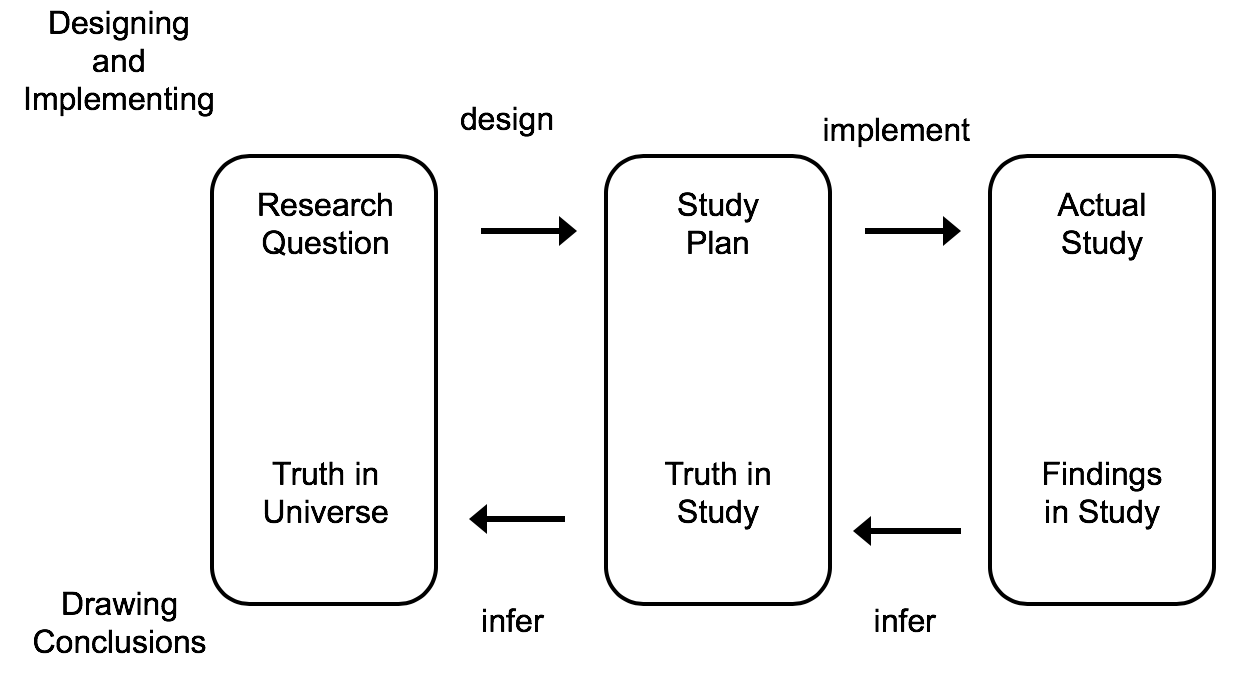 Designing
and
Implementing
design
implement
Research
Question
Study
Plan
Actual
Study
Truth in
Universe
Truth in
Study
Findings
in Study
Drawing
Conclusions
infer
infer